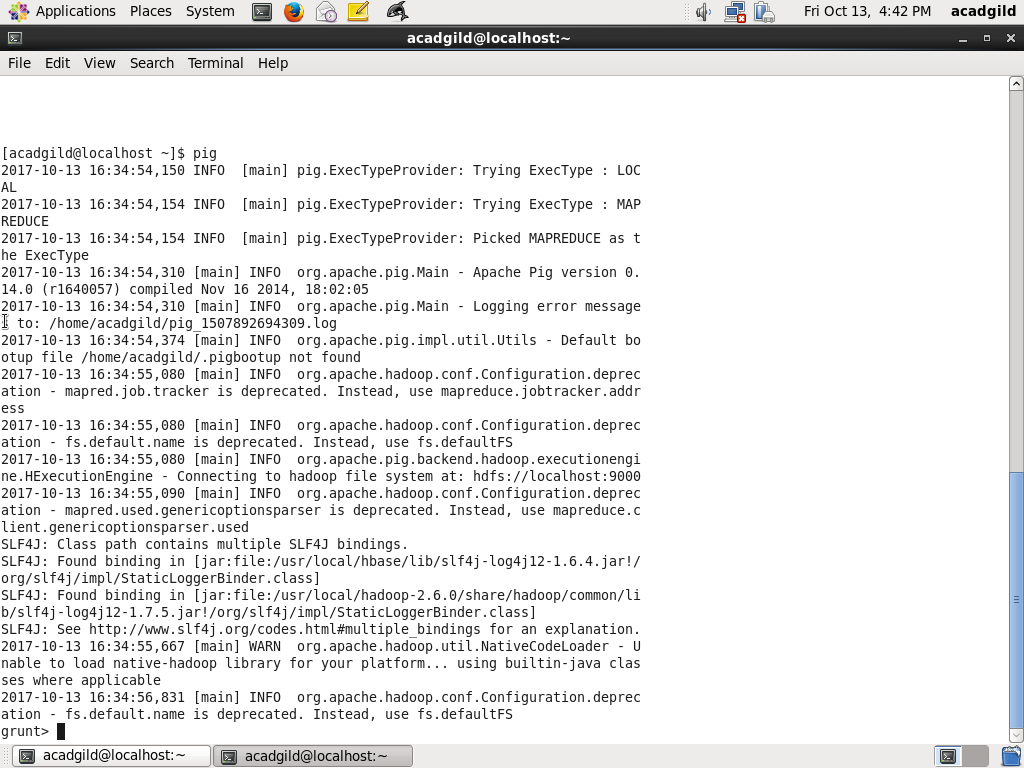 Applications Places System Fri Oct 13, 4:42 PM acadgild
acadgild@localhost:~
File Edit View Search Terminal Help
[acadgild@localhost ~]$ pig
2017-10-13 16:34:54,150 INFO  [main] pig.ExecTypeProvider: Trying ExecType : LOC
AL
2017-10-13 16:34:54,154 INFO  [main] pig.ExecTypeProvider: Trying ExecType : MAP
REDUCE
2017-10-13 16:34:54,154 INFO  [main] pig.ExecTypeProvider: Picked MAPREDUCE as t
he ExecType
2017-10-13 16:34:54,310 [main] INFO  org.apache.pig.Main - Apache Pig version 0.
14.0 (r1640057) compiled Nov 16 2014, 18:02:05
2017-10-13 16:34:54,310 [main] INFO  org.apache.pig.Main - Logging error message
 to: /home/acadgild/pig_1507892694309.log
2017-10-13 16:34:54,374 [main] INFO  org.apache.pig.impl.util.Utils - Default bo
otup file /home/acadgild/.pigbootup not found
2017-10-13 16:34:55,080 [main] INFO  org.apache.hadoop.conf.Configuration.deprec
ation - mapred.job.tracker is deprecated. Instead, use mapreduce.jobtracker.addr
ess
2017-10-13 16:34:55,080 [main] INFO  org.apache.hadoop.conf.Configuration.deprec
ation - fs.default.name is deprecated. Instead, use fs.defaultFS
2017-10-13 16:34:55,080 [main] INFO  org.apache.pig.backend.hadoop.executionengi
ne.HExecutionEngine - Connecting to hadoop file system at: hdfs://localhost:9000
2017-10-13 16:34:55,090 [main] INFO  org.apache.hadoop.conf.Configuration.deprec
ation - mapred.used.genericoptionsparser is deprecated. Instead, use mapreduce.c
lient.genericoptionsparser.used
SLF4J: Class path contains multiple SLF4J bindings.
SLF4J: Found binding in [jar:file:/usr/local/hbase/lib/slf4j-log4j12-1.6.4.jar!/
org/slf4j/impl/StaticLoggerBinder.class]
SLF4J: Found binding in [jar:file:/usr/local/hadoop-2.6.0/share/hadoop/common/li
b/slf4j-log4j12-1.7.5.jar!/org/slf4j/impl/StaticLoggerBinder.class]
SLF4J: See http://www.slf4j.org/codes.html#multiple_bindings for an explanation.
2017-10-13 16:34:55,667 [main] WARN  org.apache.hadoop.util.NativeCodeLoader - U
nable to load native-hadoop library for your platform... using builtin-java clas
ses where applicable
2017-10-13 16:34:56,831 [main] INFO  org.apache.hadoop.conf.Configuration.deprec
ation - fs.default.name is deprecated. Instead, use fs.defaultFS
grunt>
acadgild@localhost:~ acadgild@localhost:~